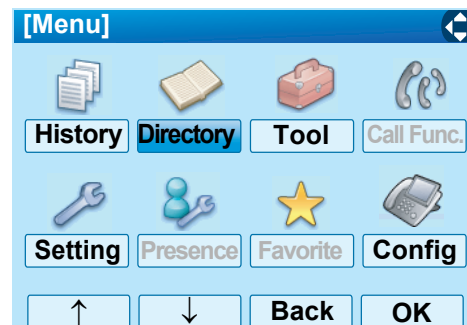 [Menu]
History Directory Tool Call Func.
Setting Presence Favorite Config
↑ ↓ Back OK